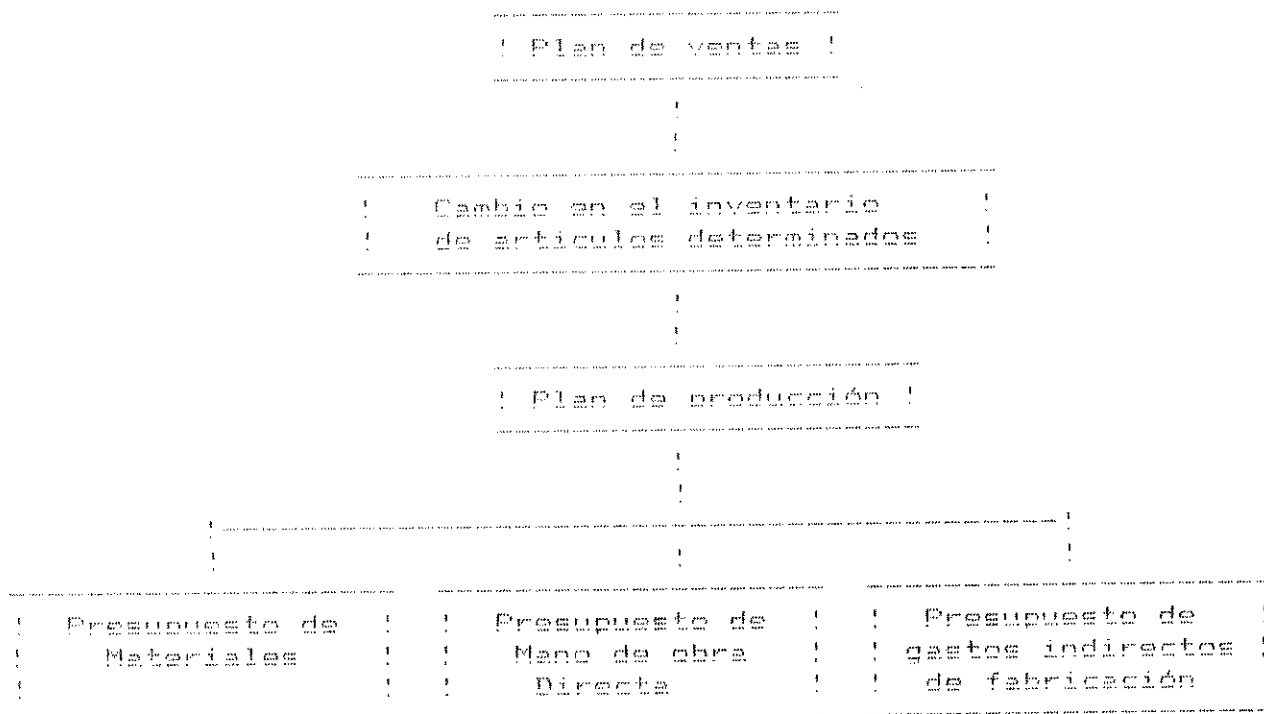 Plan de ventas
Cambio en el inventario
de articulos determinados
Plan de producción
Presupuesto de
Materiales
Presupuesto de
Mano de obra
Directa
Presupuesto de
gastos indirectos
de fabricación